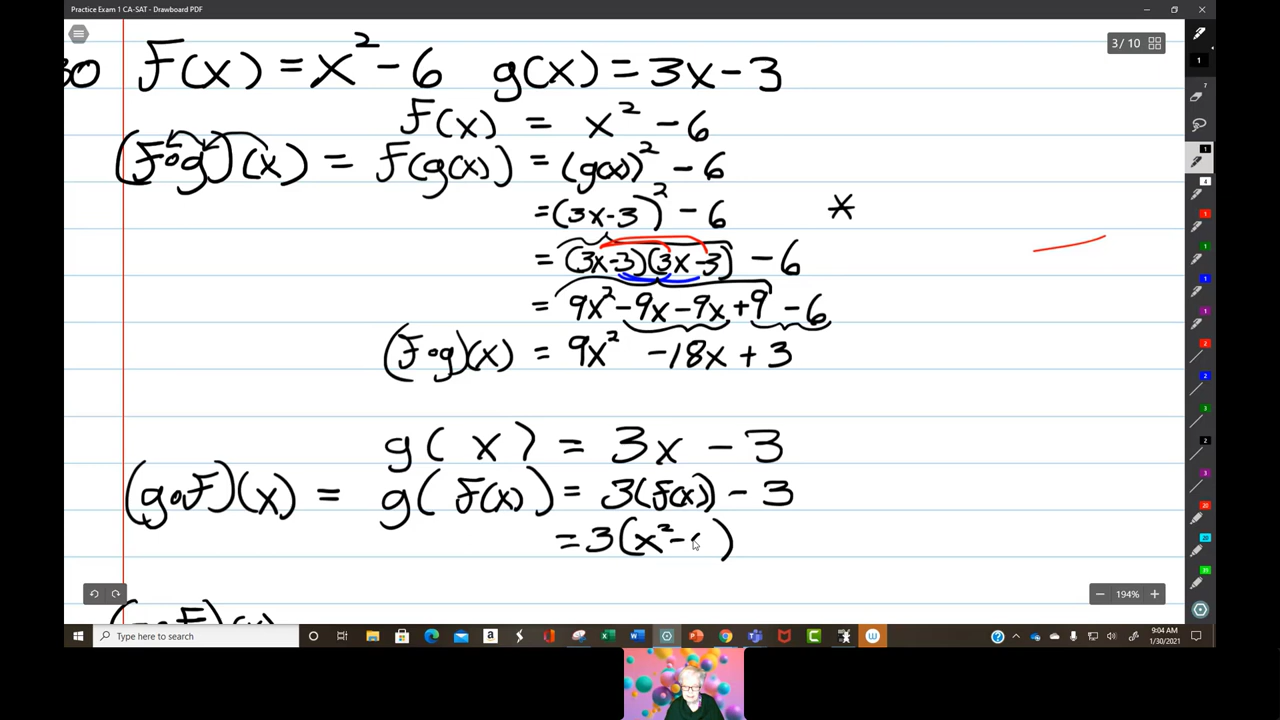 Practice Exam 1 CA-SAT - Drawboard PDF
3/10
30 F(x) = x² - 6 g(x) = 3x - 3
F(x) = x² - 6
(F∘g)(x) = F(g(x)) = (g(x))² - 6
= (3x-3)² - 6 *
= (3x-3)(3x-3) - 6
= 9x² - 9x - 9x + 9 - 6
(F∘g)(x) = 9x² - 18x + 3
g( x ) = 3x - 3
(g∘F)(x) = g( F(x) ) = 3(F(x)) - 3
= 3(x² - )
(g∘F)(x)
194%
Type here to search
9:04 AM
1/30/2021